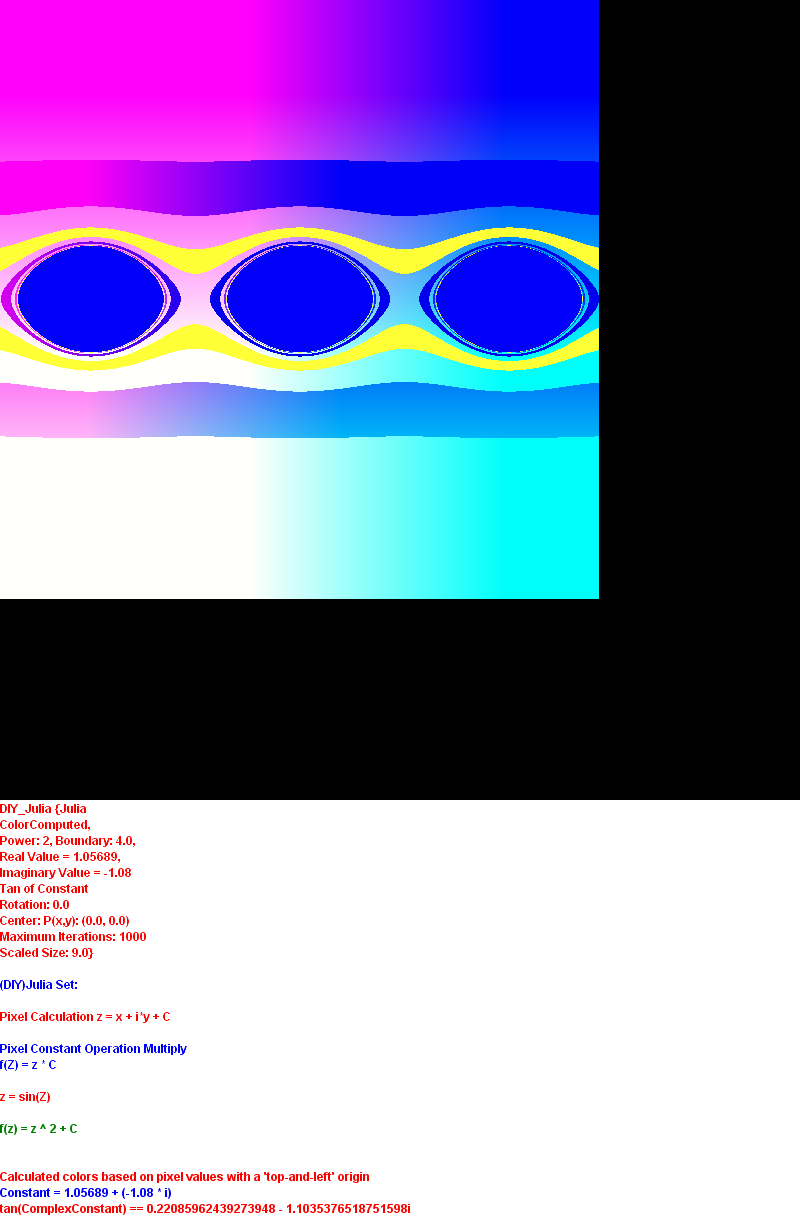 DIY_Julia {Julia
ColorComputed,
Power: 2, Boundary: 4.0,
Real Value = 1.05689,
Imaginary Value = -1.08
Tan of Constant
Rotation: 0.0
Center: P(x,y): (0.0, 0.0)
Maximum Iterations: 1000
Scaled Size: 9.0}
(DIY)Julia Set:
Pixel Calculation z = x + i*y + C
Pixel Constant Operation Multiply
f(Z) = z * C
z = sin(Z)
f(z) = z ^ 2 + C
Calculated colors based on pixel values with a 'top-and-left' origin
Constant = 1.05689 + (-1.08 * i)
tan(ComplexConstant) == 0.22085962439273948 - 1.1035376518751598i